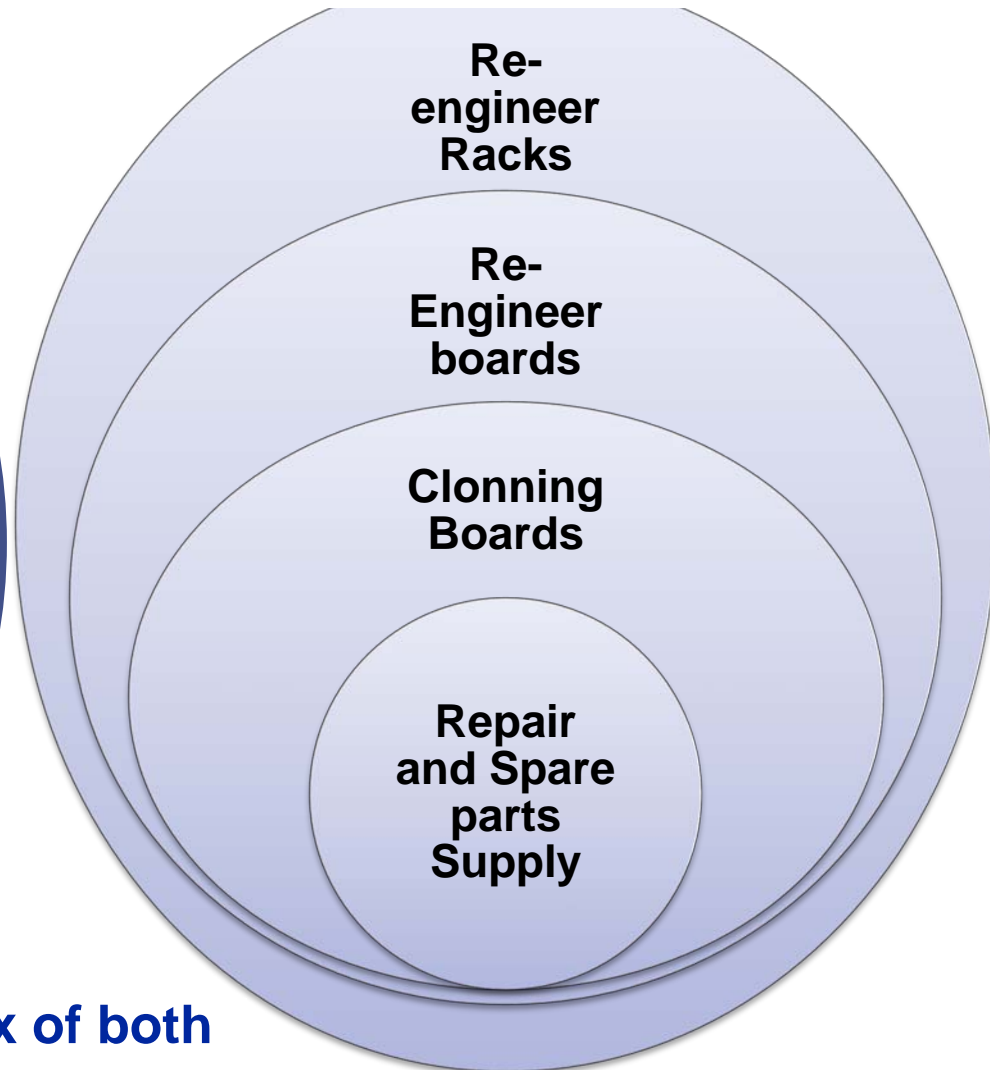 Re-
engineer
Racks
Re-
Engineer
boards
Clonning
Boards
Repair
and Spare
parts
Supply
x of both